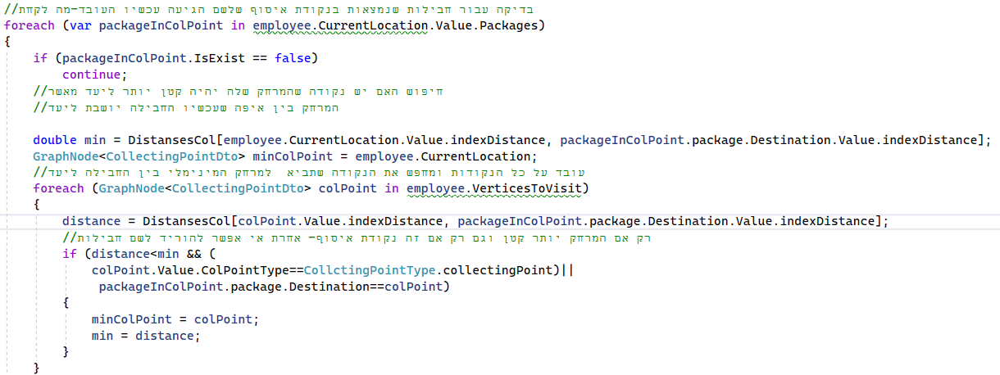 //בדיקה עבור חבילות שנמצאות בנקודת איסוף שלשם הגיעה עכשיו העובד-מה לקחת
foreach (var packageInColPoint in employee.CurrentLocation.Value.Packages)
{
if (packageInColPoint.IsExist == false)
continue;
//חיפוש האם יש נקודה שהמרחק שלה יהיה קטן יותר ליעד מאשר
//המרחק בין איפה שעכשיו החבילה יושבת ליעד
double min = DistansesCol[employee.CurrentLocation.Value.indexDistance, packageInColPoint.package.Destination.Value.indexDistance];
GraphNode<CollectingPointDto> minColPoint = employee.CurrentLocation;
//עובד על כל הנקודות ומחפש את הנקודה שתביא  למרחק המינימלי בין החבילה ליעד
foreach (GraphNode<CollectingPointDto> colPoint in employee.VerticesToVisit)
{
distance = DistansesCol[colPoint.Value.indexDistance, packageInColPoint.package.Destination.Value.indexDistance];
//רק אם המרחק יותר קטן וגם רק אם זה נקודת איסוף- אחרת אי אפשר להוריד לשם חבילות
if (distance<min && (
colPoint.Value.ColPointType==CollctingPointType.collectingPoint)||
packageInColPoint.package.Destination==colPoint)
{
minColPoint = colPoint;
min = distance;
}
}